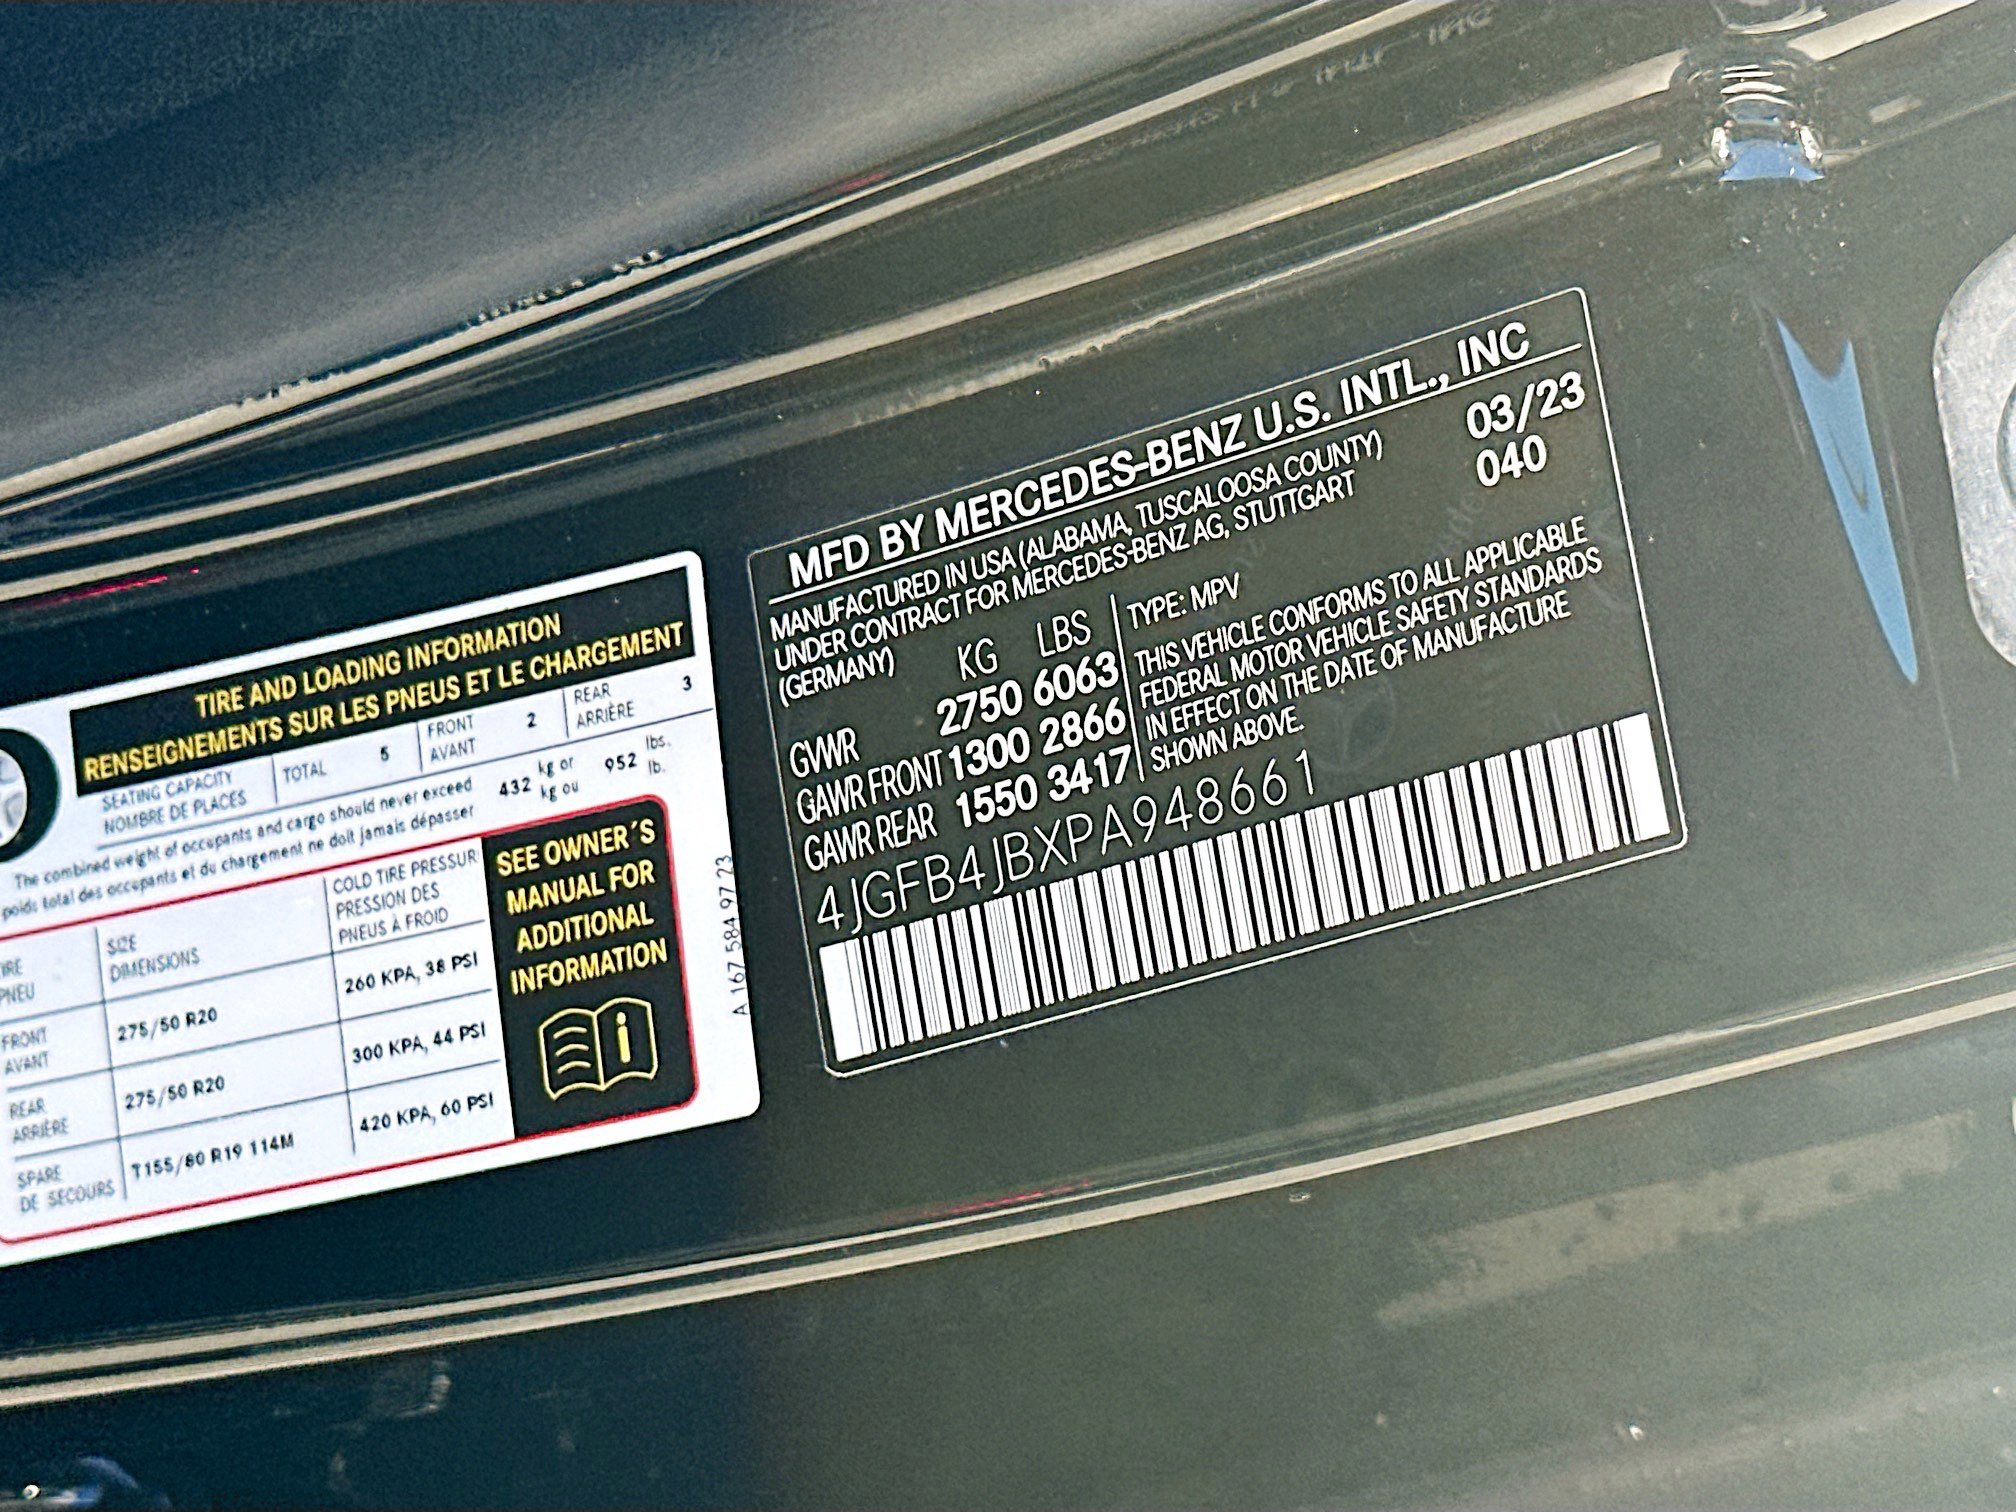 TIRE AND LOADING INFORMATION
RENSEIGNEMENTS SUR LES PNEUS ET LE CHARGEMENT
SEATING CAPACITY
NOMBRE DE PLACES
TOTAL 5
FRONT
AVANT 2
REAR
ARRIÈRE 3
The combined weight of occupants and cargo should never exceed 432 kg or 952 lbs.
poids total des occupants et du chargement ne doit jamais dépasser kg ou lb.
SIZE
DIMENSIONS
COLD TIRE PRESSUR
PRESSION DES
PNEUS À FROID
IRE
PNEU
FRONT
AVANT 275/50 R20 260 KPA, 38 PSI
REAR
ARRIÈRE 275/50 R20 300 KPA, 44 PSI
SPARE
DE SECOURS T155/80 R19 114M 420 KPA, 60 PSI
SEE OWNER´S
MANUAL FOR
ADDITIONAL
INFORMATION
A 167 584 97 23
MFD BY MERCEDES-BENZ U.S. INTL., INC
MANUFACTURED IN USA (ALABAMA, TUSCALOOSA COUNTY)
UNDER CONTRACT FOR MERCEDES-BENZ AG, STUTTGART
(GERMANY)
03/23
040
KG LBS
GVWR 2750 6063
GAWR FRONT 1300 2866
GAWR REAR 1550 3417
TYPE: MPV
THIS VEHICLE CONFORMS TO ALL APPLICABLE
FEDERAL MOTOR VEHICLE SAFETY STANDARDS
IN EFFECT ON THE DATE OF MANUFACTURE
SHOWN ABOVE.
4JGFB4JBXPA948661